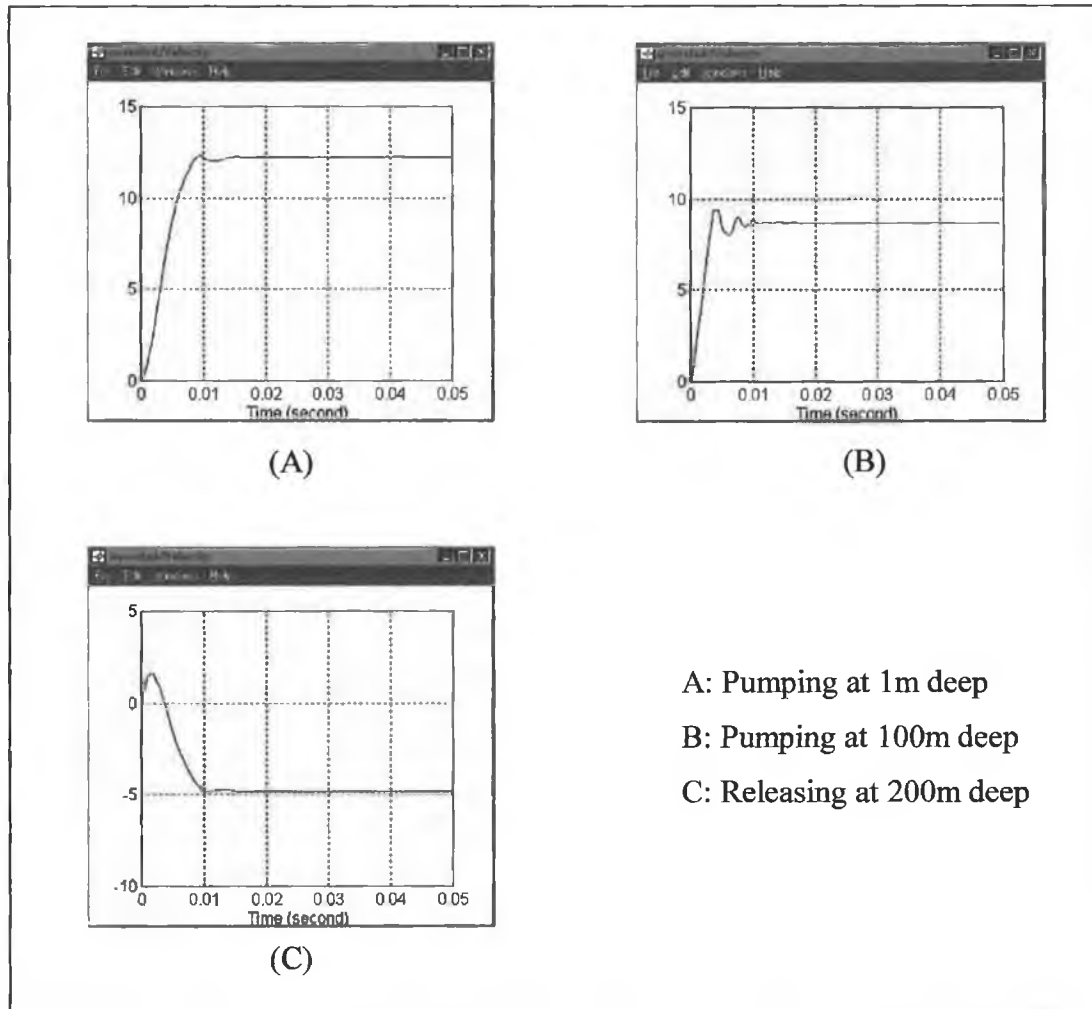 15
10
5
0
0 0.01 0.02 0.03 0.04 0.05
Time (second)
(A)
15
10
5
0
0 0.01 0.02 0.03 0.04 0.05
Time (second)
(B)
5
0
-5
-10
0 0.01 0.02 0.03 0.04 0.05
Time (second)
(C)
A: Pumping at 1m deep
B: Pumping at 100m deep
C: Releasing at 200m deep